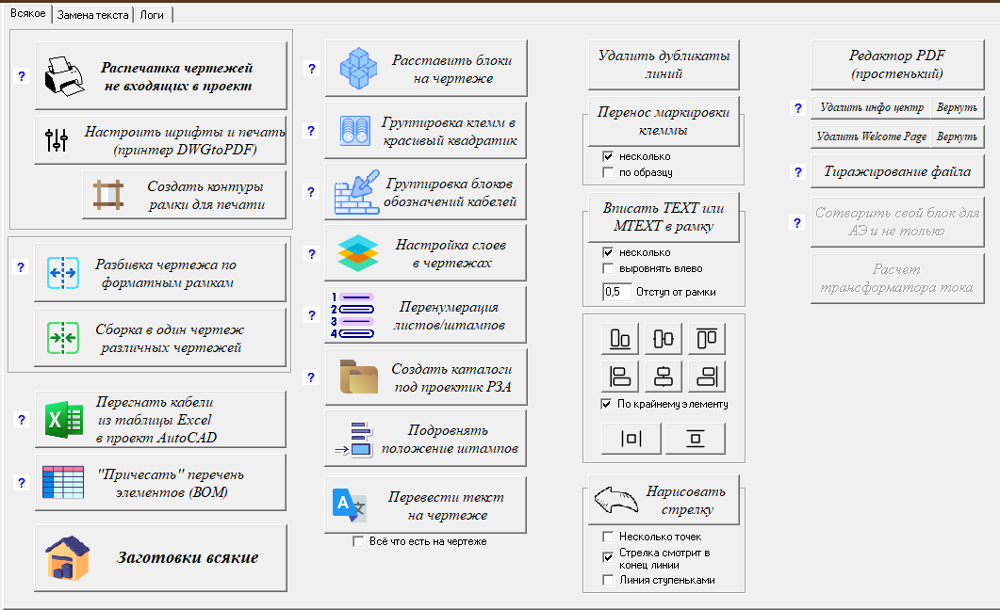 Всякое
Замена текста
Логи
?
Распечатка чертежей
не входящих в проект
Настроить шрифты и печать
(принтер DWGtoPDF)
Создать контуры
рамки для печати
?
Разбивка чертежа по
форматным рамкам
Сборка в один чертеж
различных чертежей
?
Перегнать кабели
из таблицы Excel
в проект AutoCAD
?
"Причесать" перечень
элементов (BOM)
Заготовки всякие
?
Расставить блоки
на чертеже
?
Группировка клемм в
красивый квадратик
?
Группировка блоков
обозначений кабелей
?
Настройка слоев
в чертежах
?
1
2
3
4
Перенумерация
листов/штампов
?
Создать каталоги
под проектик РЗА
Подровнять
положение штампов
A
文
Перевести текст
на чертеже
Всё что есть на чертеже
Удалить дубликаты
линий
Перенос маркировки
клеммы
несколько
по образцу
Вписать TEXT или
MTEXT в рамку
несколько
выровнять влево
0,5
Отступ от рамки
По крайнему элементу
Нарисовать
стрелку
Несколько точек
Стрелка смотрит в
конец линии
Линия ступеньками
Редактор PDF
(простенький)
?
Удалить инфо центр
Вернуть
Удалить Welcome Page
Вернуть
?
Тиражирование файла
?
Сотворить свой блок для
АЭ и не только
Расчет
трансформатора тока